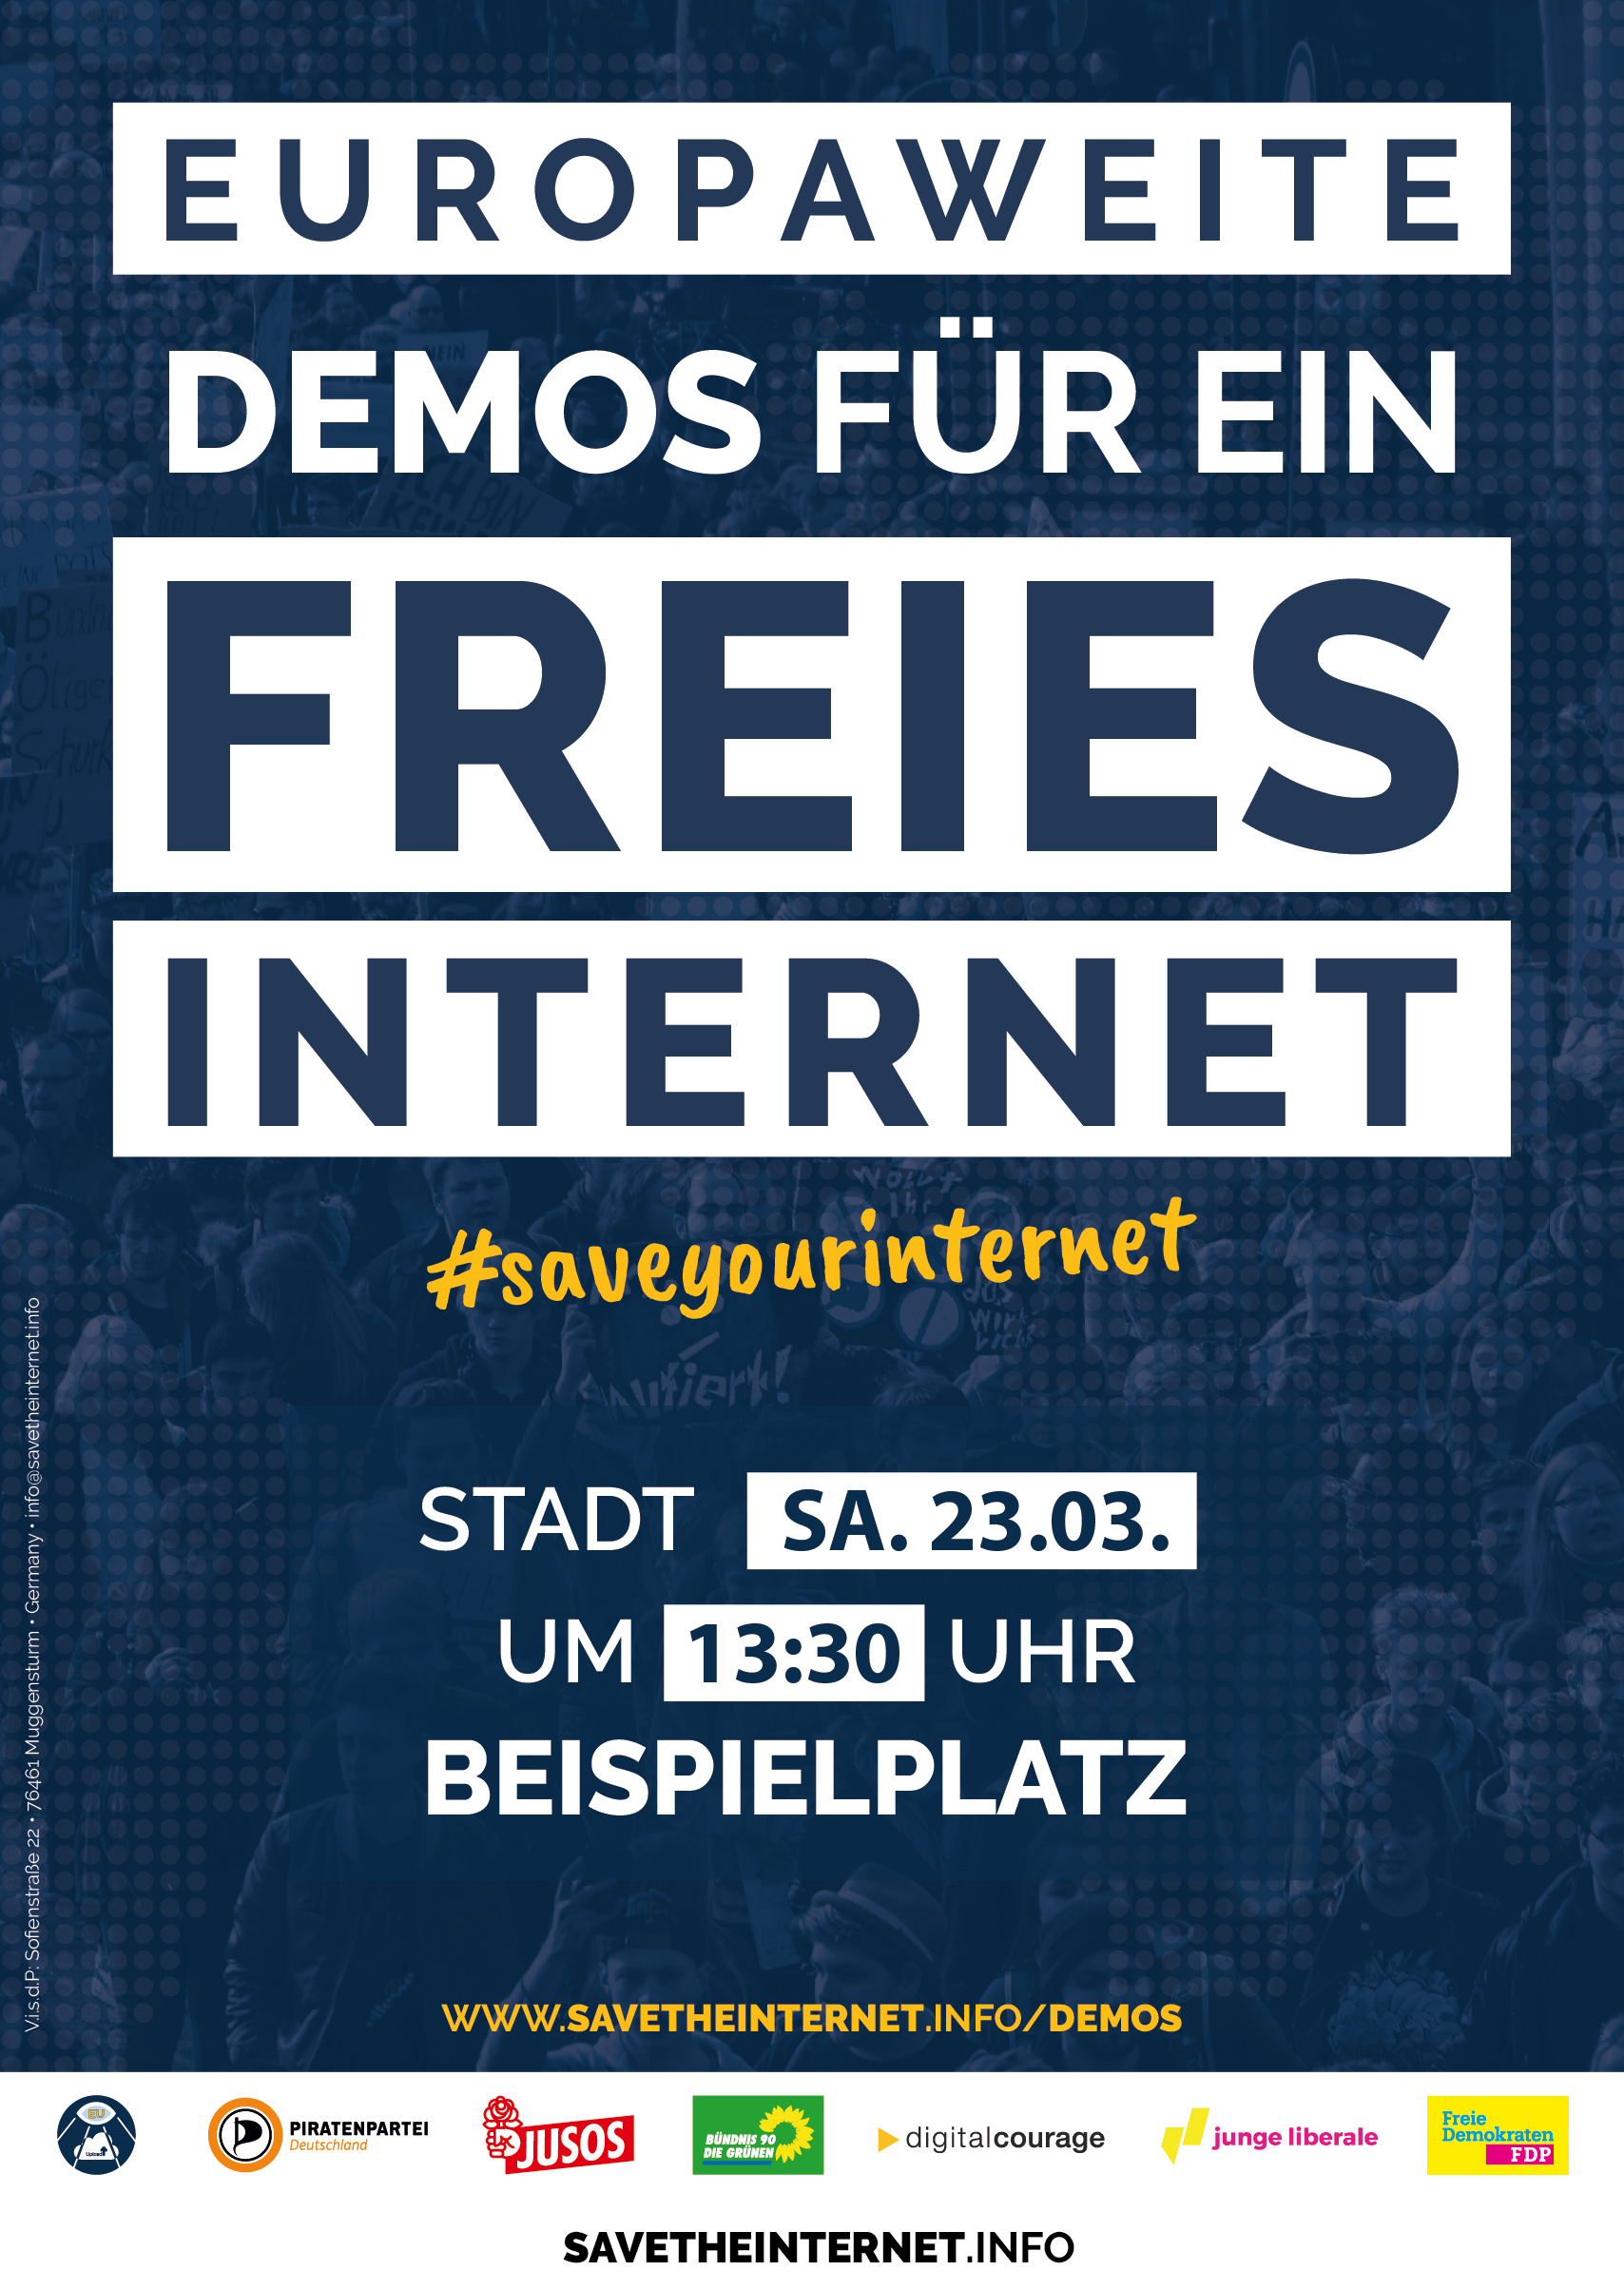 EUROPAWEITE
DEMOS FÜR EIN
FREIES
INTERNET
#saveyourinternet
STADT SA. 23.03.
UM 13:30 UHR
BEISPIELPLATZ
WWW.SAVETHEINTERNET.INFO/DEMOS
V.i.s.d.P.: Sofienstraße 22 • 76461 Muggensturm • Germany • info@savetheinternet.info
EU
Upload
PIRATENPARTEI
Deutschland
JUSOS
BÜNDNIS 90
DIE GRÜNEN
digitalcourage
junge liberale
Freie
Demokraten
FDP
SAVETHEINTERNET.INFO